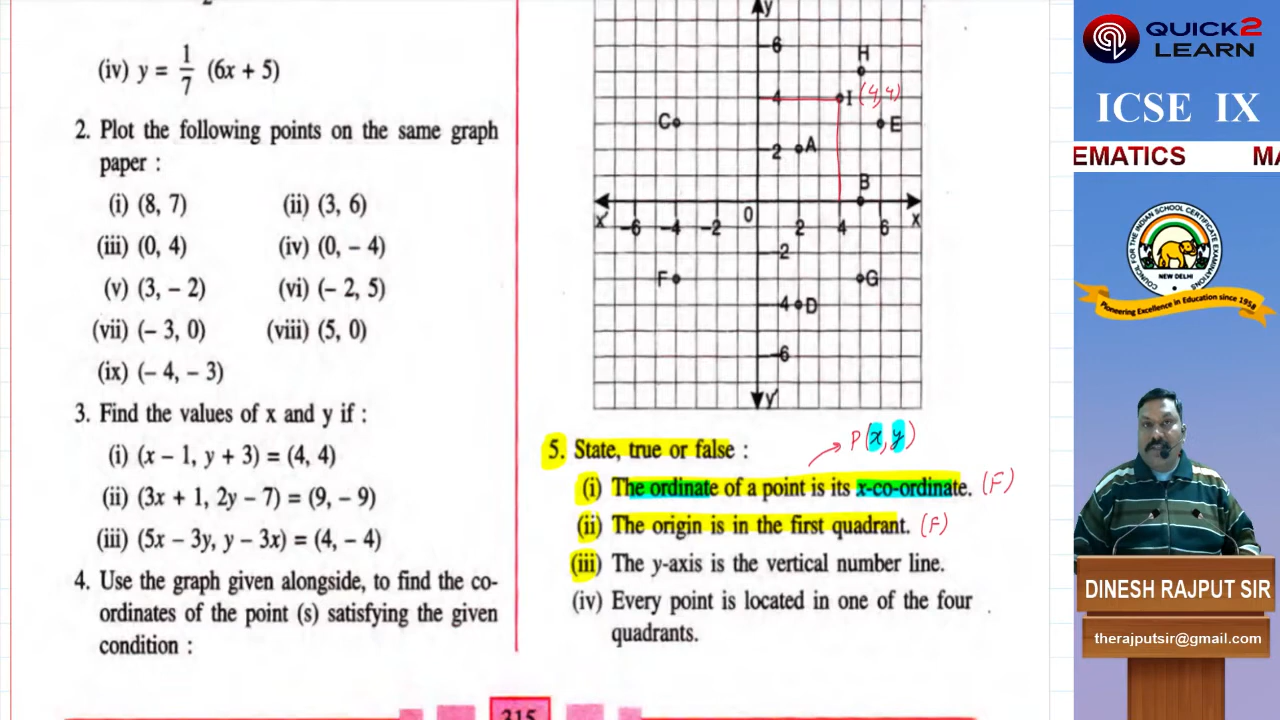 (iv) y = 1/7 (6x + 5)
2. Plot the following points on the same graph
paper :
(i) (8, 7) (ii) (3, 6)
(iii) (0, 4) (iv) (0, – 4)
(v) (3, – 2) (vi) (– 2, 5)
(vii) (– 3, 0) (viii) (5, 0)
(ix) (– 4, – 3)
3. Find the values of x and y if :
(i) (x – 1, y + 3) = (4, 4)
(ii) (3x + 1, 2y – 7) = (9, – 9)
(iii) (5x – 3y, y – 3x) = (4, – 4)
4. Use the graph given alongside, to find the co-
ordinates of the point (s) satisfying the given
condition :
y
6
H
4 I (4,4)
C E
2 A
B
X' -6 -4 -2 0 2 4 6 X
-2
F G
-4 D
-6
y'
5. State, true or false : P(x, y)
(i) The ordinate of a point is its x-co-ordinate. (F)
(ii) The origin is in the first quadrant. (F)
(iii) The y-axis is the vertical number line.
(iv) Every point is located in one of the four
quadrants.
315
QUICK2
LEARN
ICSE IX
EMATICS MA
COUNCIL FOR THE INDIAN SCHOOL CERTIFICATE EXAMINATIONS
NEW DELHI
Pioneering Excellence in Education since 1958
DINESH RAJPUT SIR
therajputsir@gmail.com